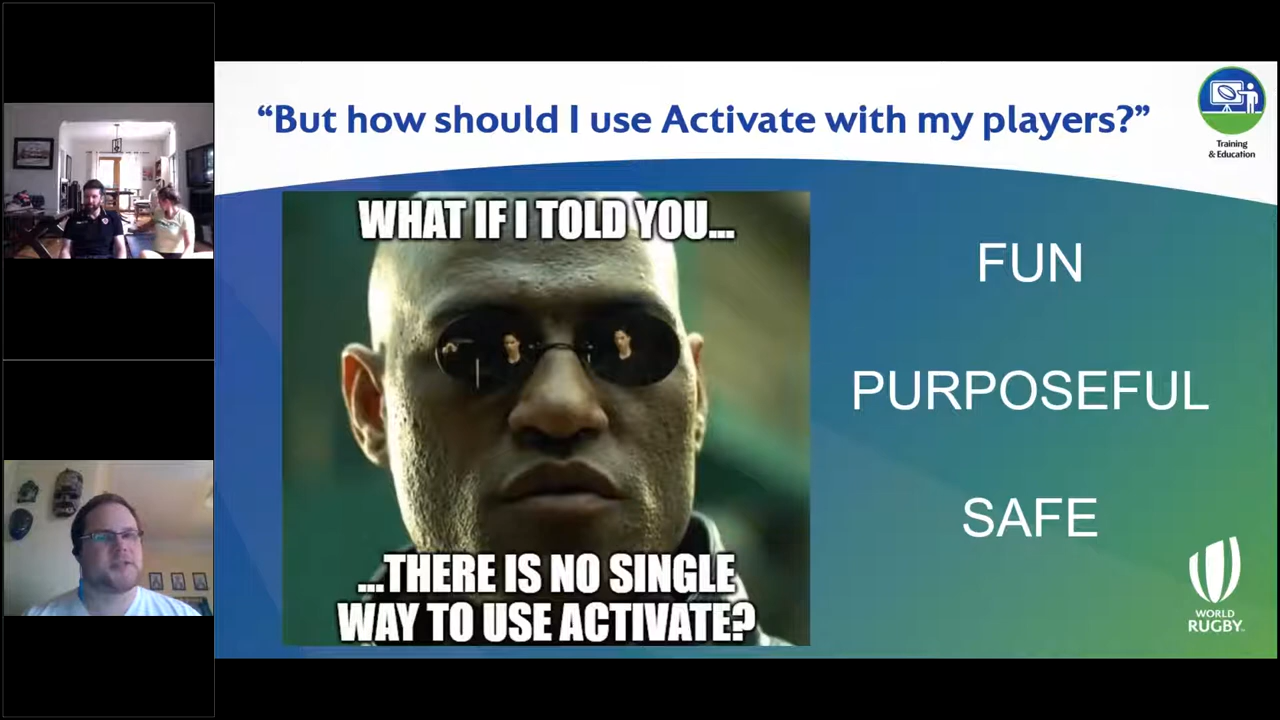 “But how should I use Activate with my players?”
Training
& Education
WHAT IF I TOLD YOU...
...THERE IS NO SINGLE
WAY TO USE ACTIVATE?
FUN
PURPOSEFUL
SAFE
WORLD
RUGBY